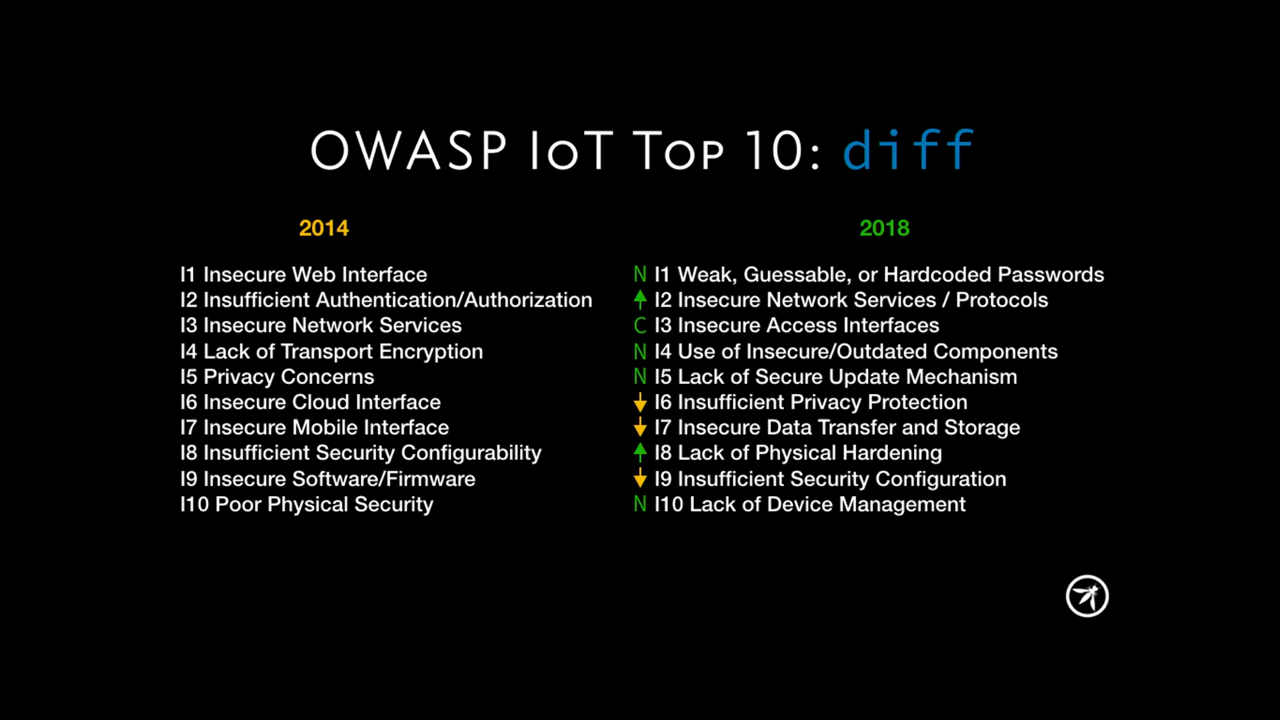 OWASP IoT Top 10: diff
2014
I1 Insecure Web Interface
I2 Insufficient Authentication/Authorization
I3 Insecure Network Services
I4 Lack of Transport Encryption
I5 Privacy Concerns
I6 Insecure Cloud Interface
I7 Insecure Mobile Interface
I8 Insufficient Security Configurability
I9 Insecure Software/Firmware
I10 Poor Physical Security
2018
N I1 Weak, Guessable, or Hardcoded Passwords
↑ I2 Insecure Network Services / Protocols
C I3 Insecure Access Interfaces
N I4 Use of Insecure/Outdated Components
N I5 Lack of Secure Update Mechanism
↓ I6 Insufficient Privacy Protection
↓ I7 Insecure Data Transfer and Storage
↑ I8 Lack of Physical Hardening
↓ I9 Insufficient Security Configuration
N I10 Lack of Device Management